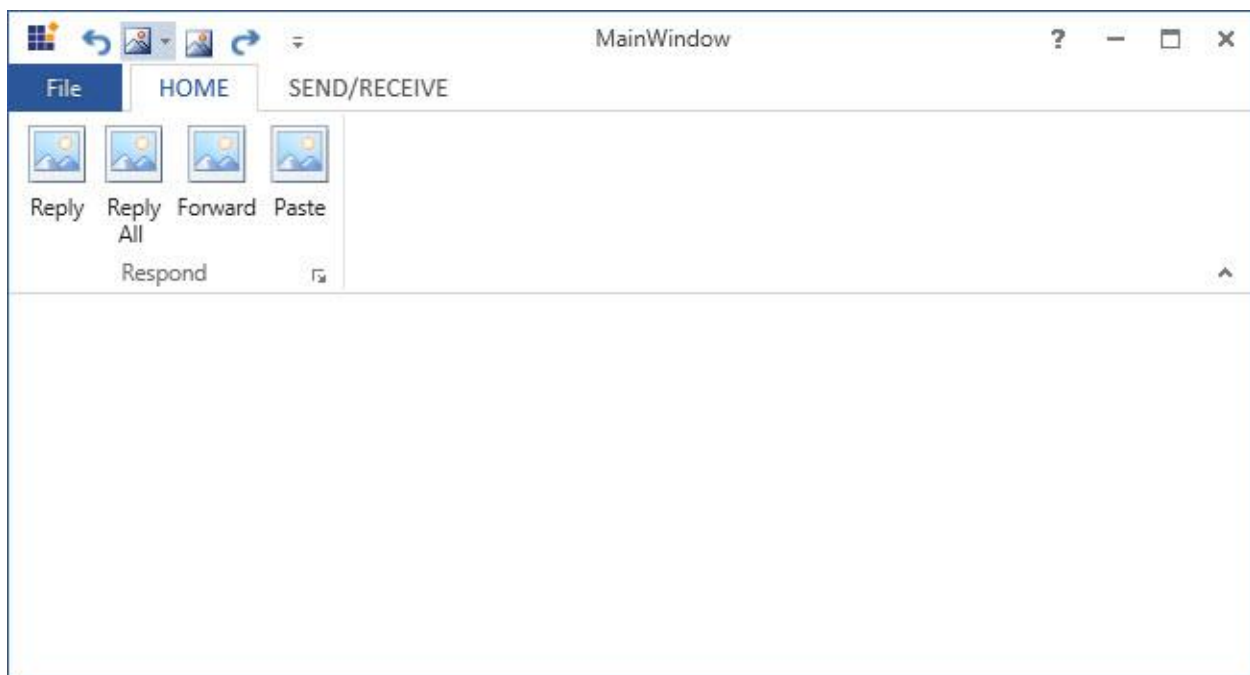 MainWindow
?
File HOME SEND/RECEIVE
Reply Reply All Forward Paste
Respond